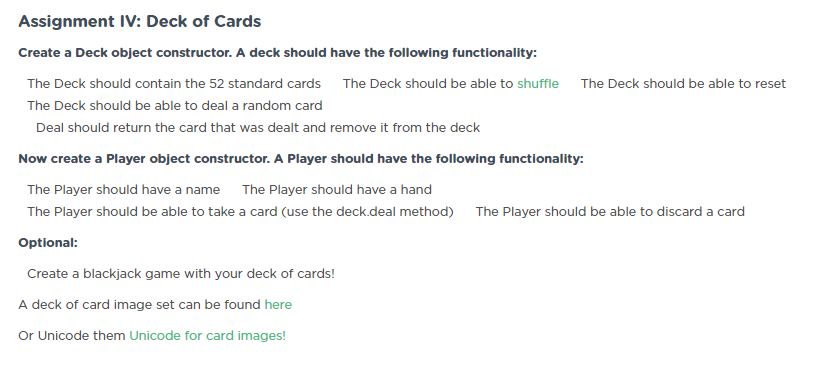 Assignment IV: Deck of Cards
Create a Deck object constructor. A deck should have the following functionality:
The Deck should contain the 52 standard cards The Deck should be able to shuffle The Deck should be able to reset
The Deck should be able to deal a random card
Deal should return the card that was dealt and remove it from the deck
Now create a Player object constructor. A Player should have the following functionality:
The Player should have a name The Player should have a hand
The Player should be able to take a card (use the deck.deal method) The Player should be able to discard a card
Optional:
Create a blackjack game with your deck of cards!
A deck of card image set can be found here
Or Unicode them Unicode for card images!